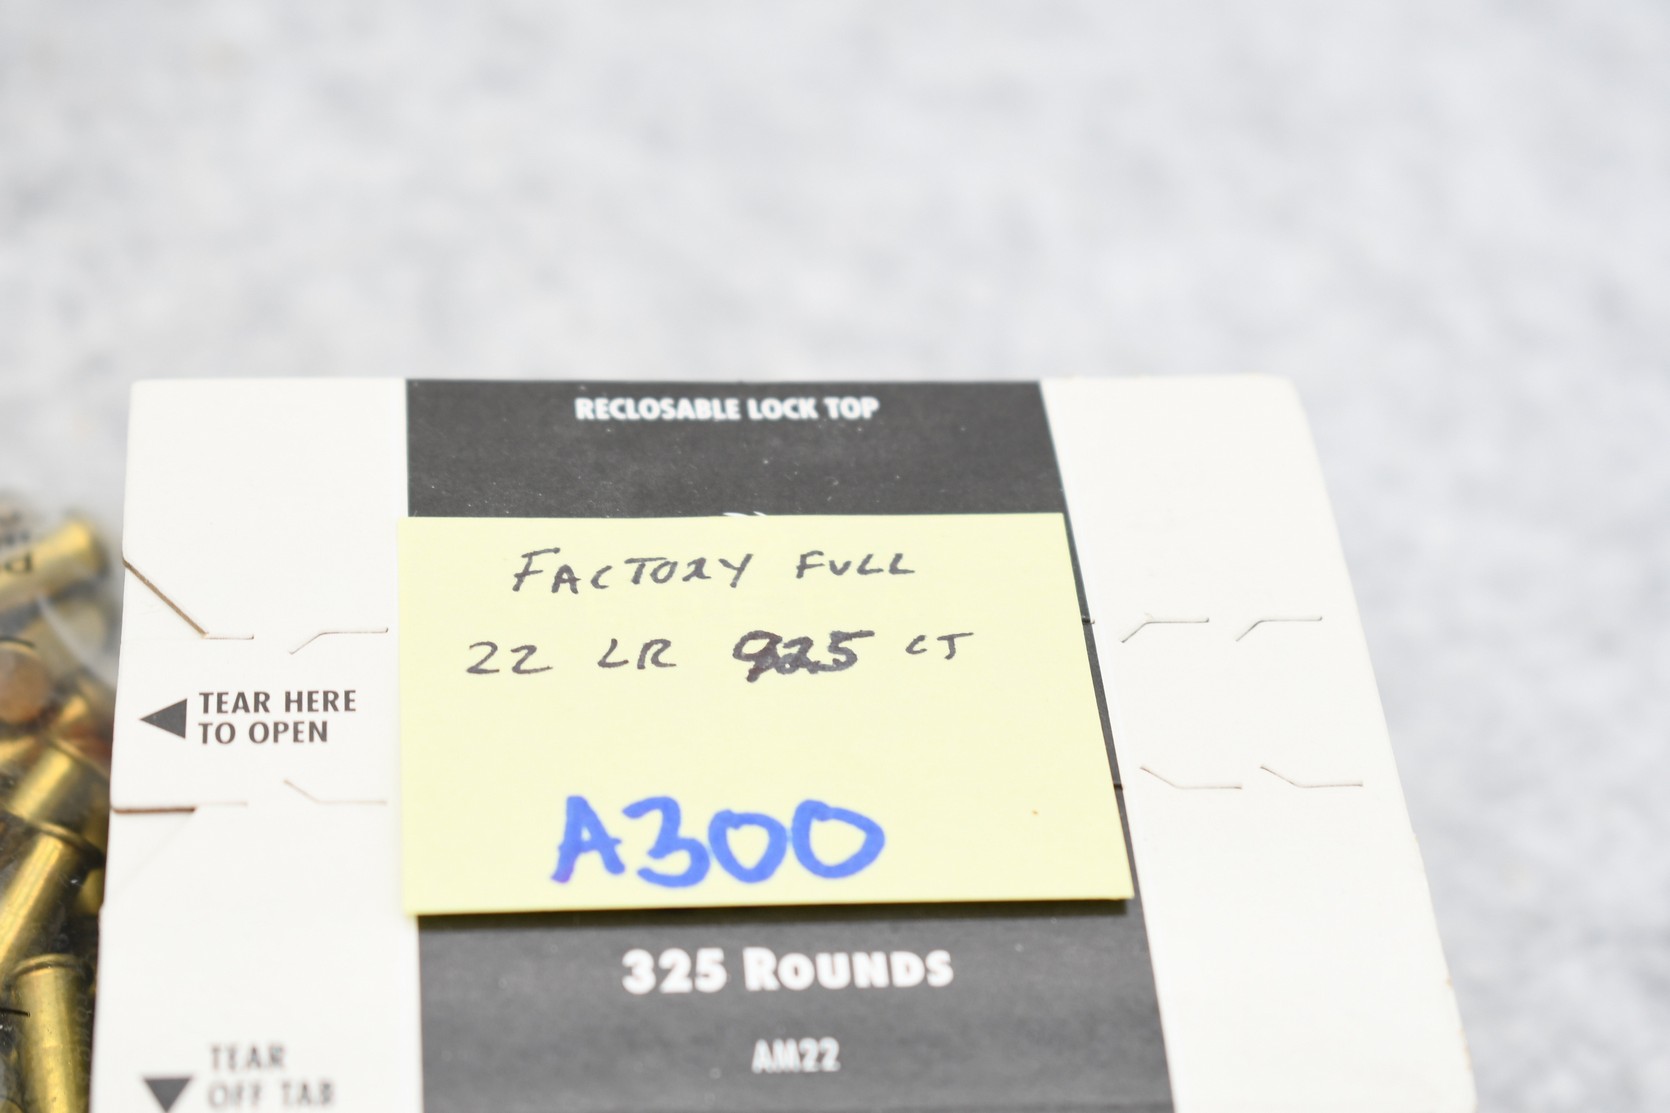 RECLOSABLE LOCK TOP
FACTORY FULL
22 LR 925 CT
A300
TEAR HERE
TO OPEN
325 ROUNDS
AM22
TEAR
OFF TAB